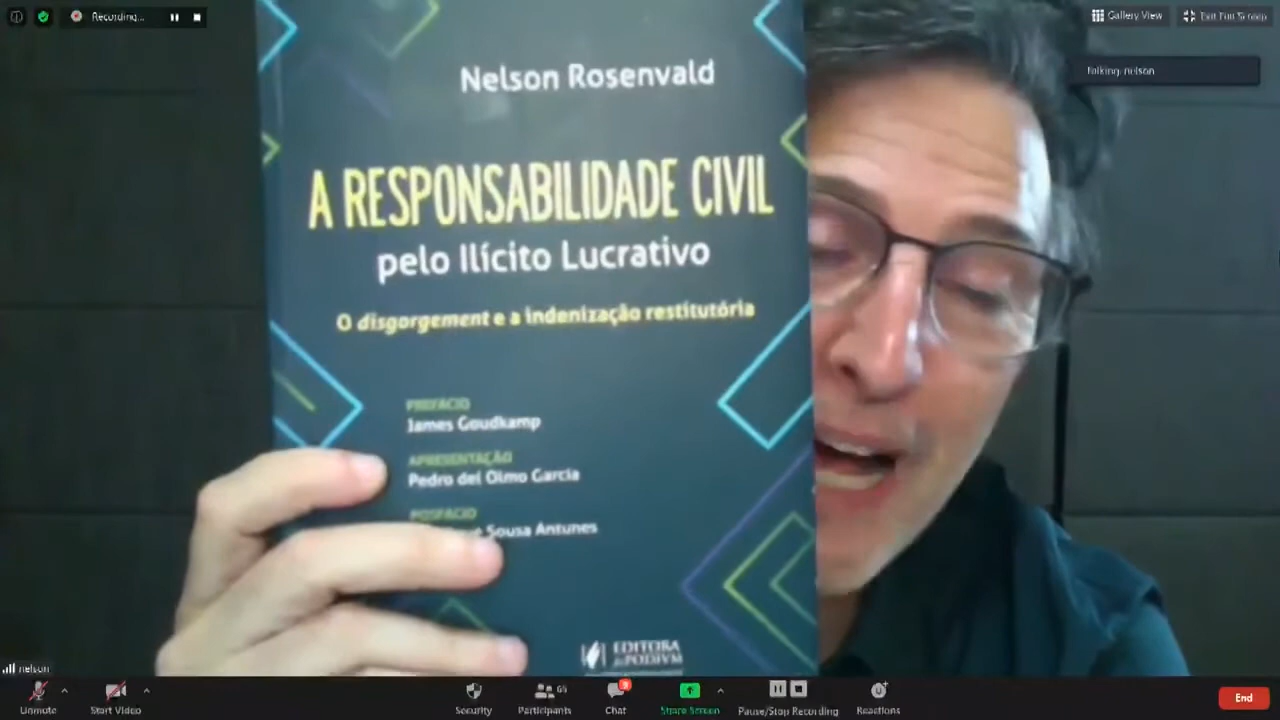 Recording...
Gallery View
Exit Full Screen
Talking: nelson
Nelson Rosenvald
A RESPONSABILIDADE CIVIL
pelo Ilícito Lucrativo
O disgorgement e a indenização restitutória
PREFÁCIO
James Goudkamp
APRESENTAÇÃO
Pedro del Olmo Garcia
POSFÁCIO
Sousa Antunes
EDITORA
JusPODIVM
nelson
Unmute
Start Video
Security
Participants
Chat
Share Screen
Pause/Stop Recording
Reactions
End